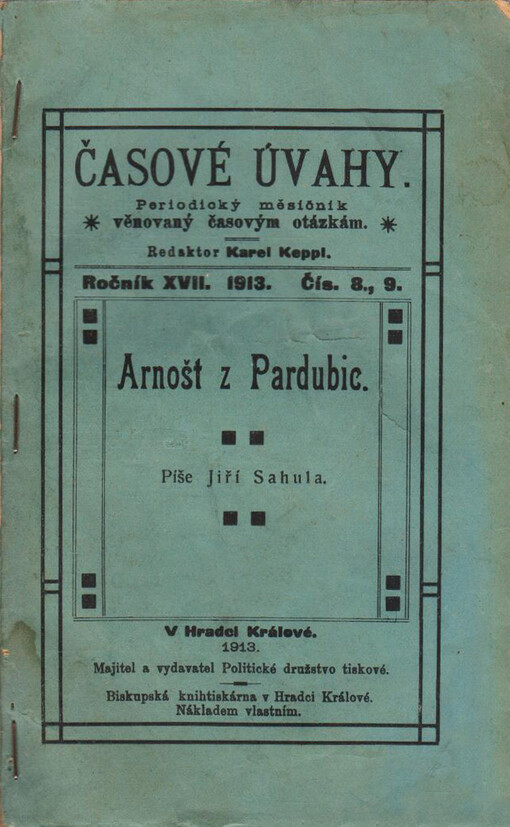 ČASOVÉ ÚVAHY.
Periodický měsíčník
věnovaný časovým otázkám.
Redaktor Karel Keppl.
Ročník XVII. 1913. Čís. 8., 9.
Arnošt z Pardubic.
Píše Jiří Sahula.
V Hradci Králové.
1913.
Majitel a vydavatel Politické družstvo tiskové.
Biskupská knihtiskárna v Hradci Králové.
Nákladem vlastním.